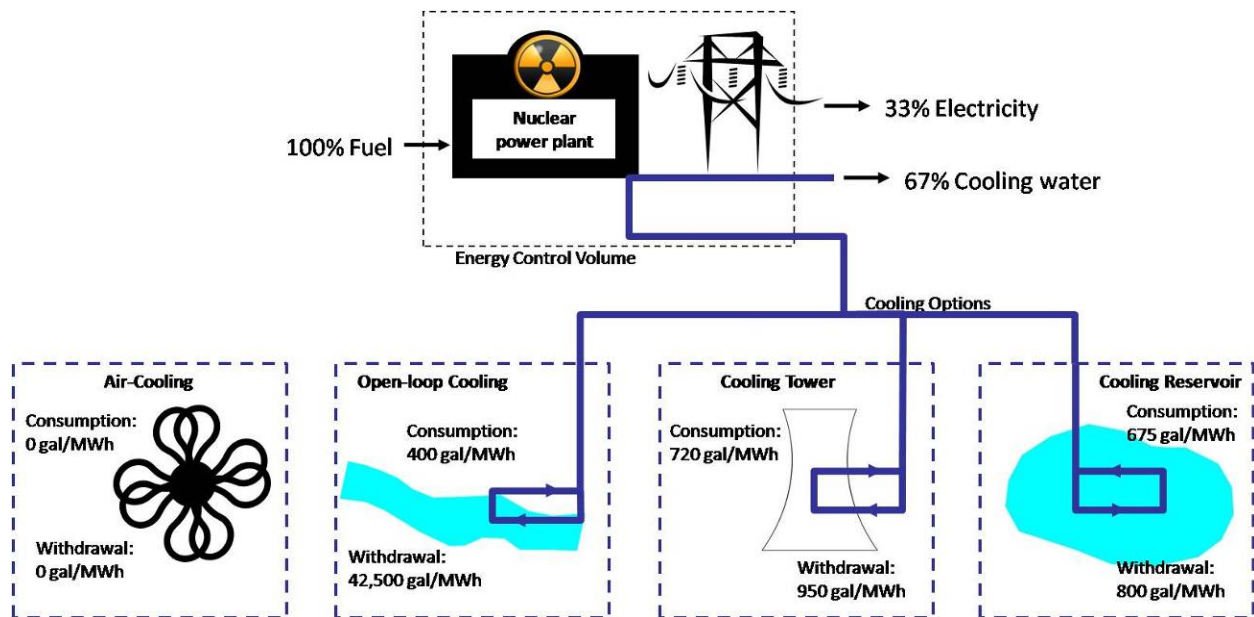 Nuclear
power plant
100% Fuel
33% Electricity
67% Cooling water
Energy Control Volume
Cooling Options
Air-Cooling
Consumption:
0 gal/MWh
Withdrawal:
0 gal/MWh
Open-loop Cooling
Consumption:
400 gal/MWh
Withdrawal:
42,500 gal/MWh
Cooling Tower
Consumption:
720 gal/MWh
Withdrawal:
950 gal/MWh
Cooling Reservoir
Consumption:
675 gal/MWh
Withdrawal:
800 gal/MWh